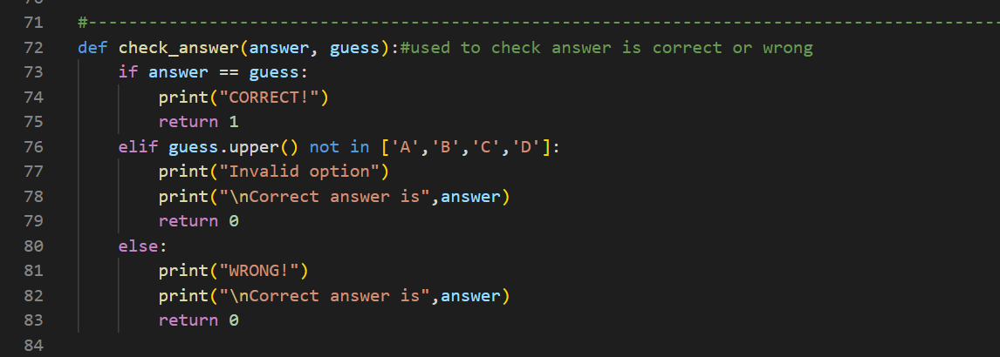 71 #-------------------------------------------------------------------------------------------
72 def check_answer(answer, guess):#used to check answer is correct or wrong
73     if answer == guess:
74         print("CORRECT!")
75         return 1
76     elif guess.upper() not in ['A','B','C','D']:
77         print("Invalid option")
78         print("\nCorrect answer is",answer)
79         return 0
80     else:
81         print("WRONG!")
82         print("\nCorrect answer is",answer)
83         return 0
84